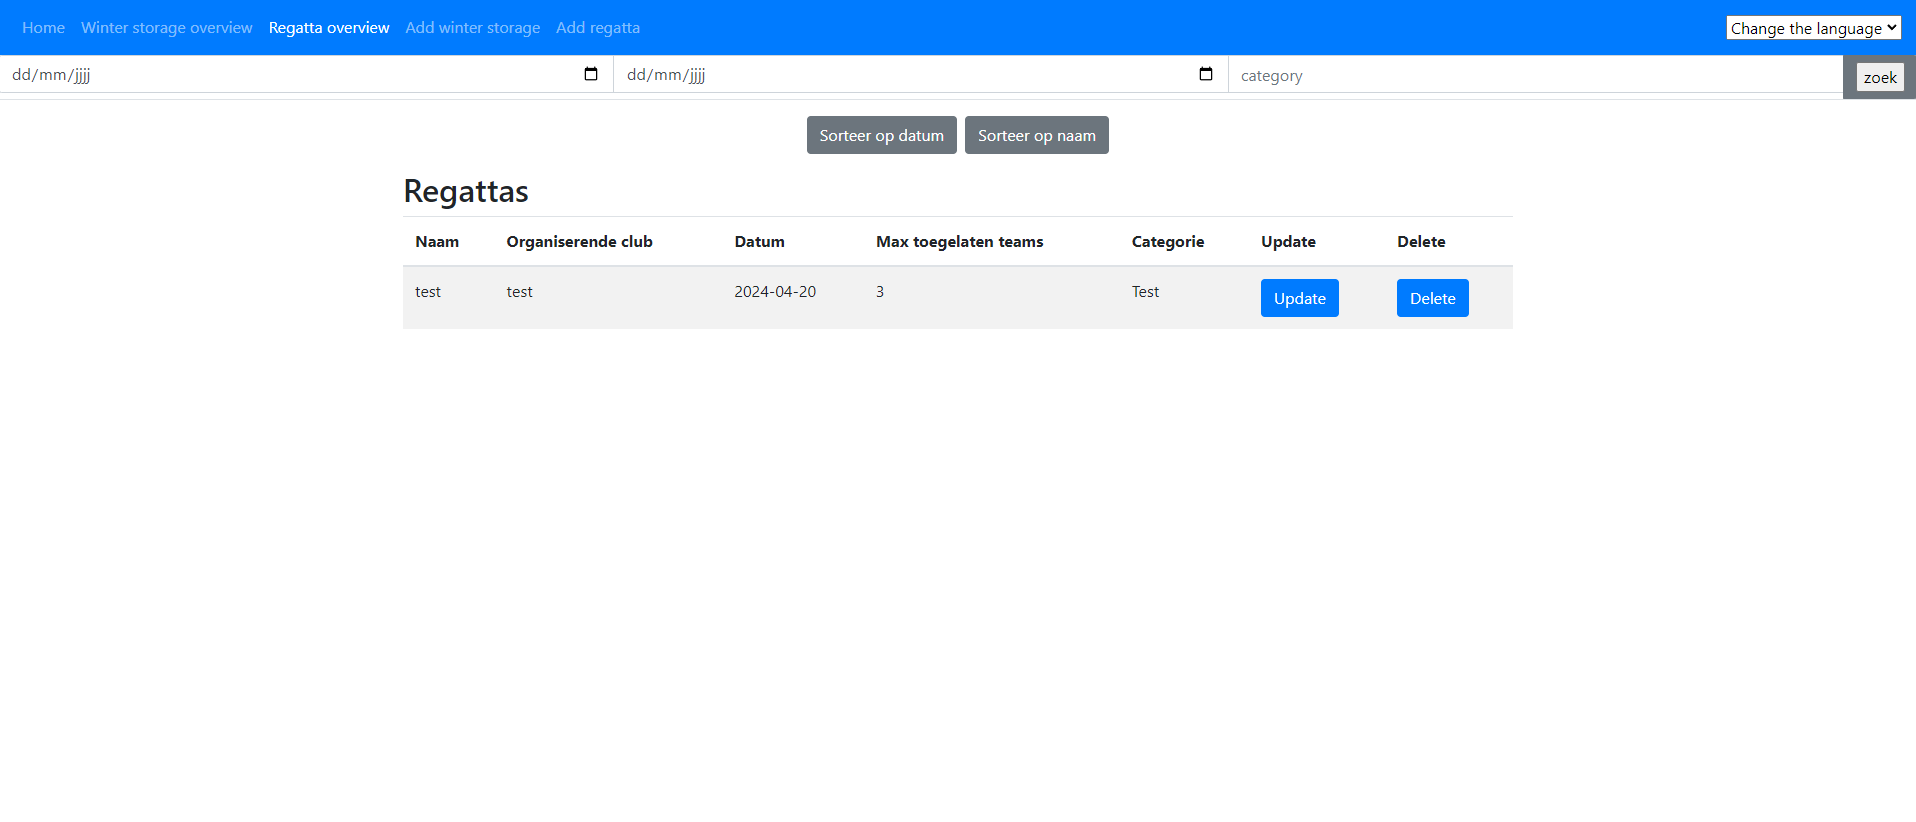 Home Winter storage overview Regatta overview Add winter storage Add regatta Change the language
dd/mm/jjjj dd/mm/jjjj category zoek
Sorteer op datum Sorteer op naam
Regattas
Naam Organiserende club Datum Max toegelaten teams Categorie Update Delete
test test 2024-04-20 3 Test Update Delete